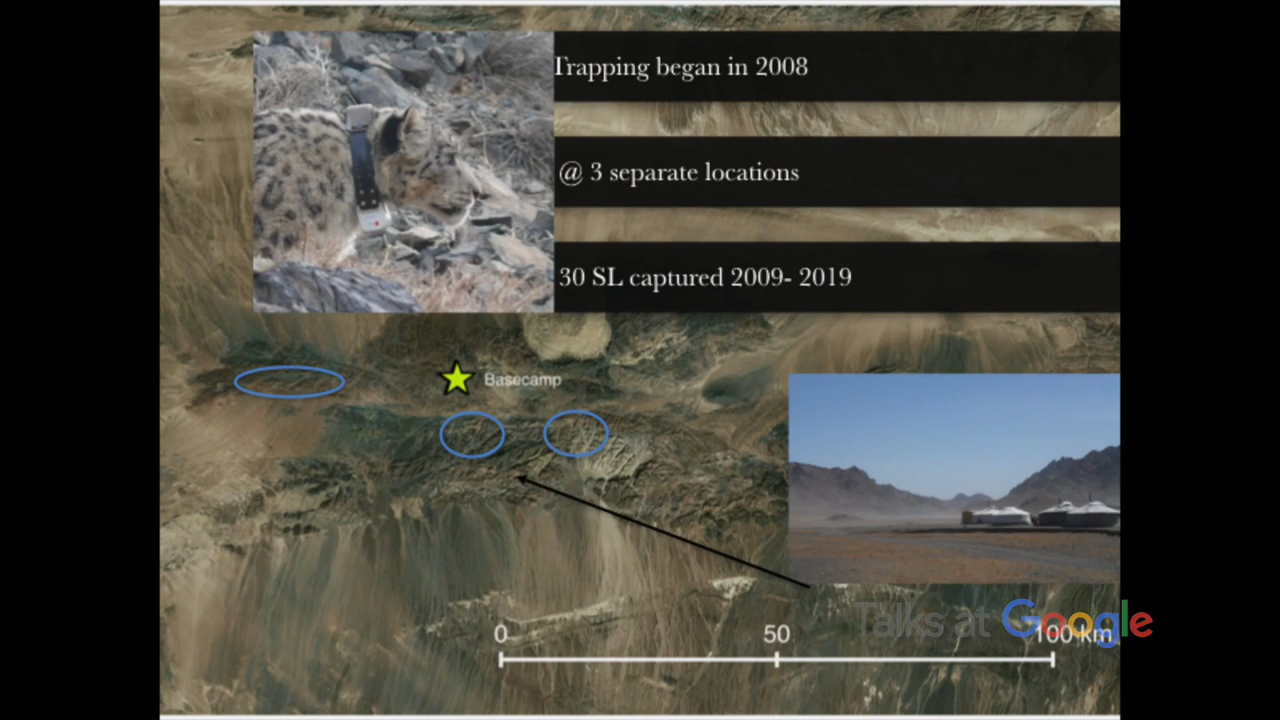 Trapping began in 2008
@ 3 separate locations
30 SL captured 2009- 2019
Basecamp
Talks at Google
0
50
100 km